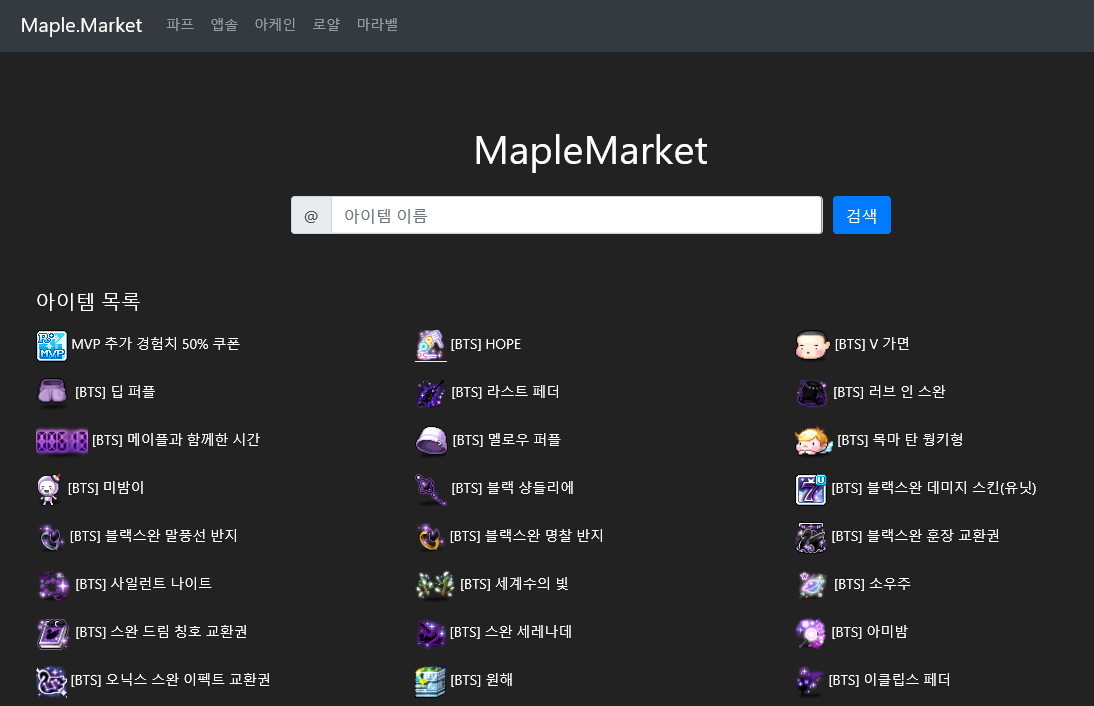 Maple.Market 파프 앱솔 아케인 로얄 마라벨
MapleMarket
@ 아이템 이름 검색
아이템 목록
MVP 추가 경험치 50% 쿠폰 [BTS] HOPE [BTS] V 가면
[BTS] 딥 퍼플 [BTS] 라스트 페더 [BTS] 러브 인 스완
[BTS] 메이플과 함께한 시간 [BTS] 멜로우 퍼플 [BTS] 목마 탄 웡키형
[BTS] 미밤이 [BTS] 블랙 샹들리에 [BTS] 블랙스완 데미지 스킨(유닛)
[BTS] 블랙스완 말풍선 반지 [BTS] 블랙스완 명찰 반지 [BTS] 블랙스완 훈장 교환권
[BTS] 사일런트 나이트 [BTS] 세계수의 빛 [BTS] 소우주
[BTS] 스완 드림 칭호 교환권 [BTS] 스완 세레나데 [BTS] 아미밤
[BTS] 오닉스 스완 이펙트 교환권 [BTS] 원해 [BTS] 이클립스 페더